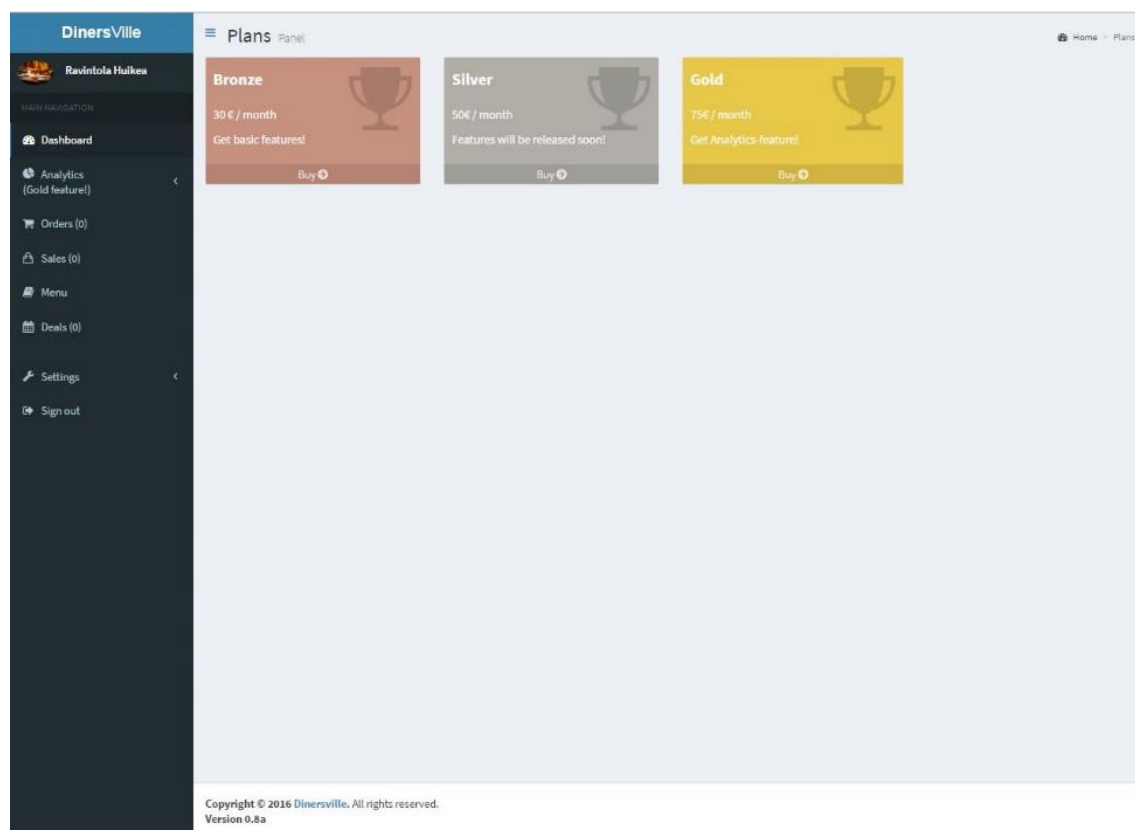 DinersVille
Ravintola Huikea
MAIN NAVIGATION
Dashboard
Analytics
(Gold feature!)
Orders (0)
Sales (0)
Menu
Deals (0)
Settings
Sign out
Plans Panel
Home > Plans
Bronze
30 € / month
Get basic features!
Buy
Silver
50€ / month
Features will be released soon!
Buy
Gold
75€ / month
Get Analytics-feature!
Buy
Copyright © 2016 Dinersville. All rights reserved.
Version 0.8a